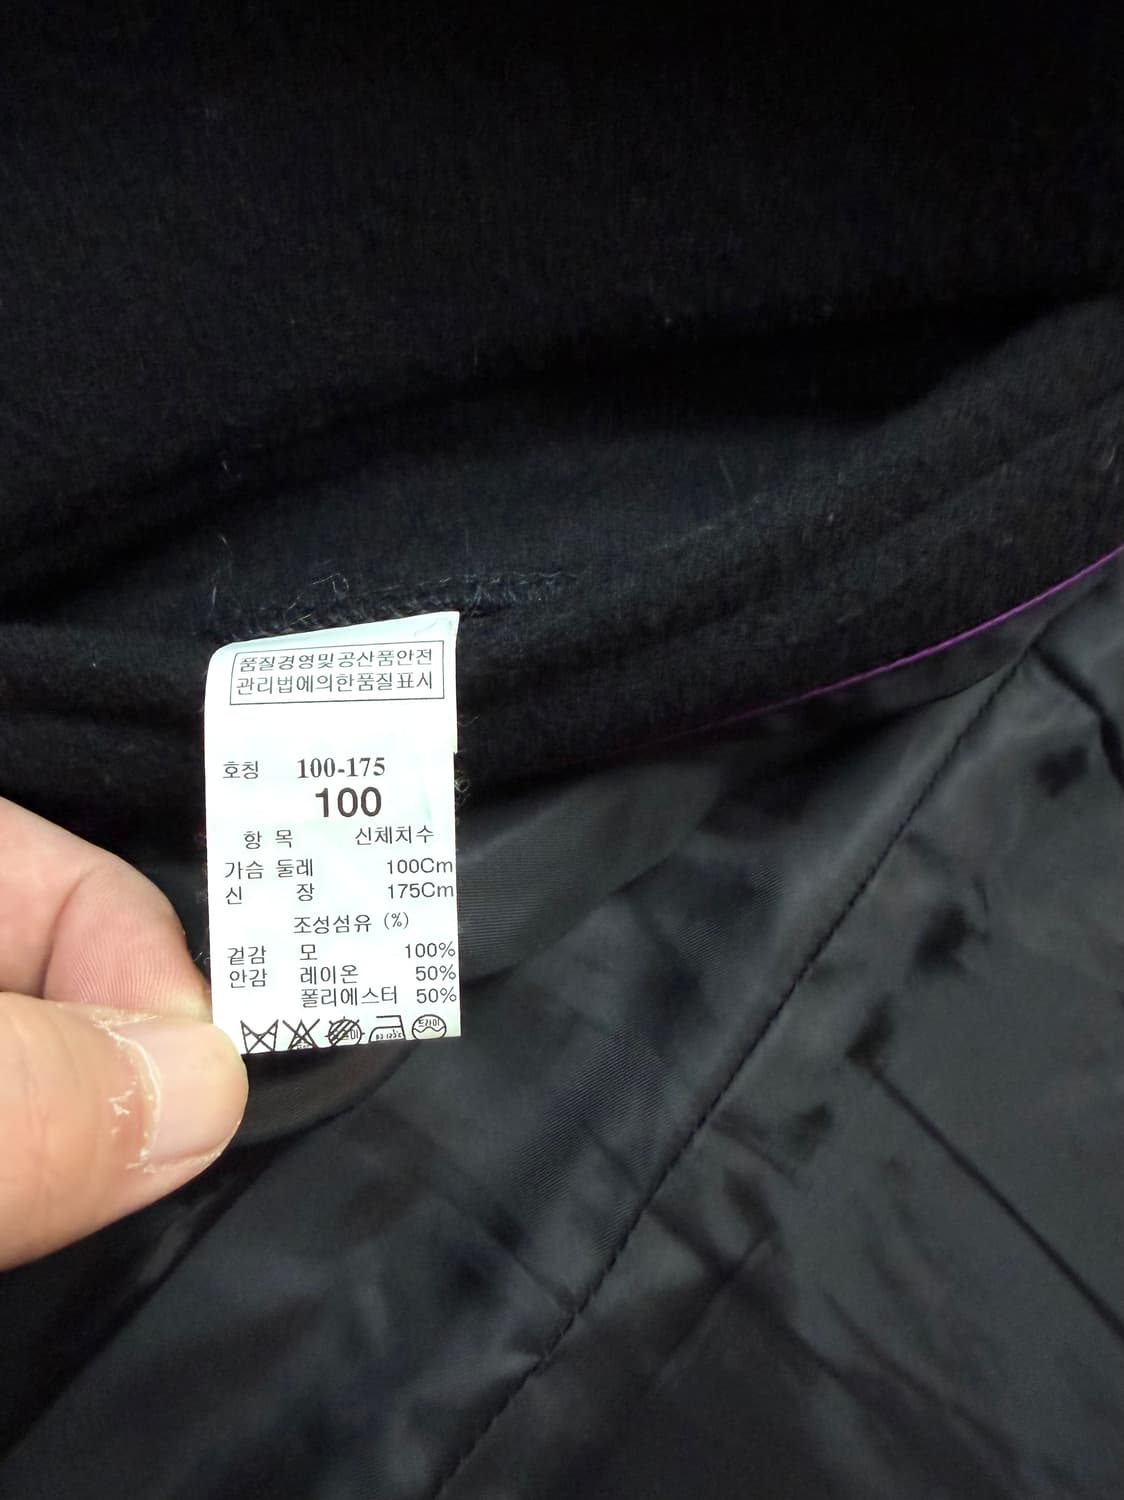 품질경영및공산품안전
관리법에의한품질표시
호칭 100-175
100
항 목 신체치수
가슴 둘레 100Cm
신 장 175Cm
조성섬유 (%)
겉감 모 100%
안감 레이온 50%
폴리에스터 50%
드라이